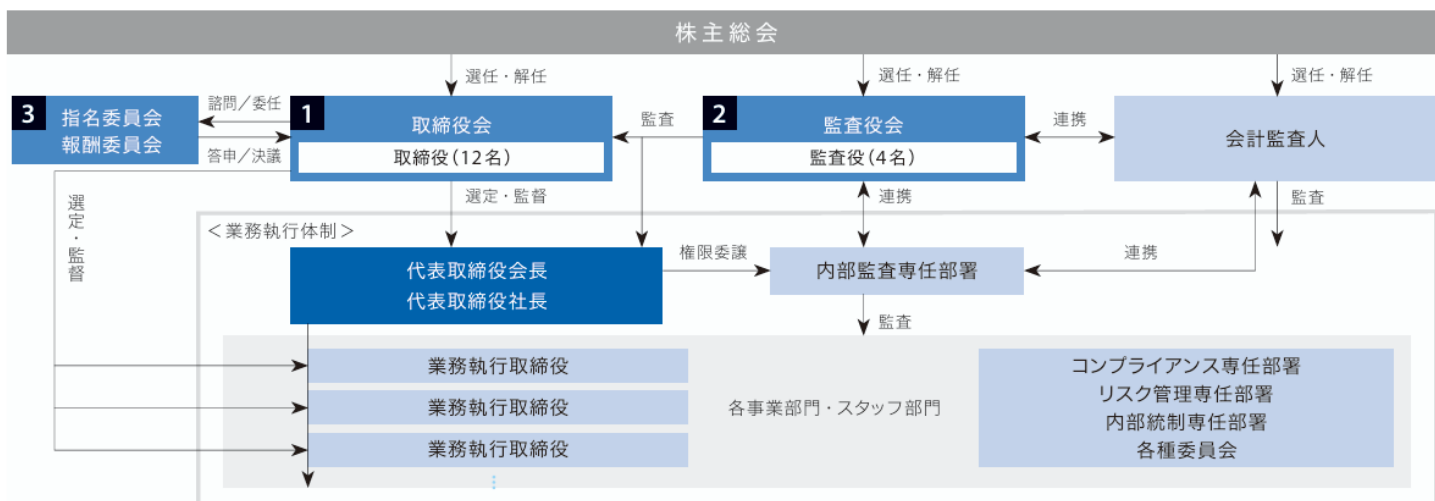 株主総会
選任・解任
選任・解任
選任・解任
3
指名委員会
報酬委員会
諮問／委任
答申／決議
1
取締役会
取締役（12名）
監査
2
監査役会
監査役（4名）
連携
会計監査人
選定・監督
選定・監督
連携
監査
＜業務執行体制＞
代表取締役会長
代表取締役社長
権限委譲
内部監査専任部署
連携
監査
業務執行取締役
業務執行取締役
業務執行取締役
各事業部門・スタッフ部門
コンプライアンス専任部署
リスク管理専任部署
内部統制専任部署
各種委員会